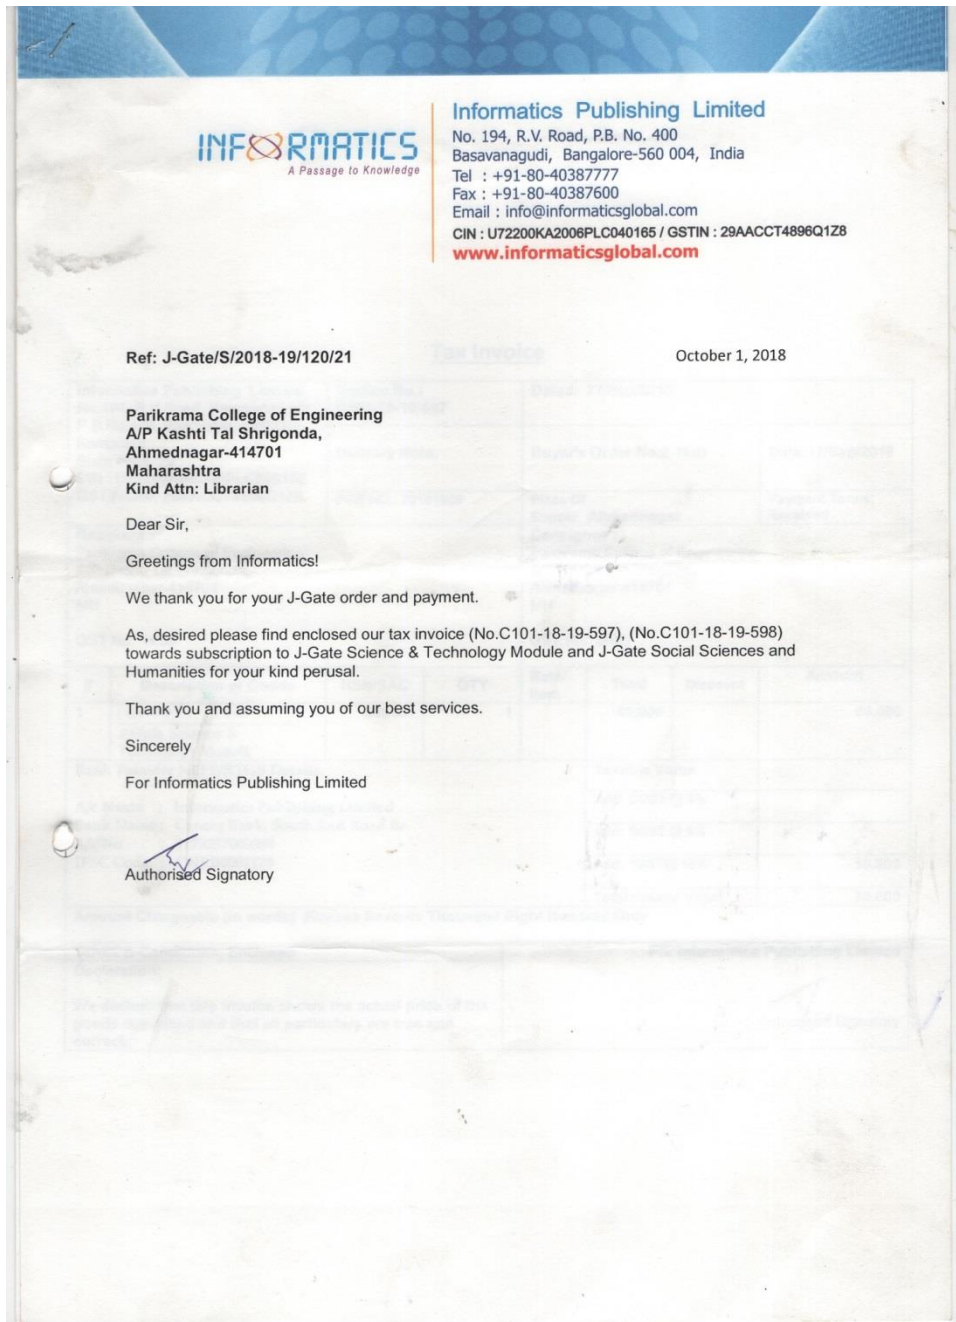 INFORMATICS
A Passage to Knowledge
Informatics Publishing Limited
No. 194, R.V. Road, P.B. No. 400
Basavanagudi, Bangalore-560 004, India
Tel : +91-80-40387777
Fax : +91-80-40387600
Email : info@informaticsglobal.com
CIN : U72200KA2006PLC040165 / GSTIN : 29AACCT4896Q1Z8
www.informaticsglobal.com
Ref: J-Gate/S/2018-19/120/21
October 1, 2018
Tax Invoice
Parikrama College of Engineering
A/P Kashti Tal Shrigonda,
Ahmednagar-414701
Maharashtra
Kind Attn: Librarian
Dear Sir,
Greetings from Informatics!
We thank you for your J-Gate order and payment.
As, desired please find enclosed our tax invoice (No.C101-18-19-597), (No.C101-18-19-598)
towards subscription to J-Gate Science & Technology Module and J-Gate Social Sciences and
Humanities for your kind perusal.
Thank you and assuming you of our best services.
Sincerely
For Informatics Publishing Limited
Authorised Signatory